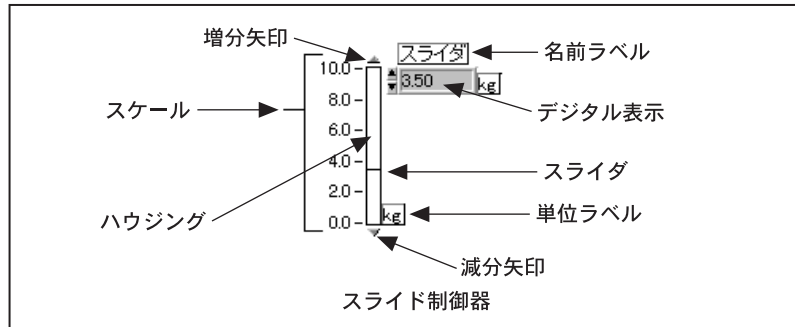 増分矢印
スライダ
名前ラベル
10.0
3.50
kg
スケール
8.0
デジタル表示
6.0
4.0
スライダ
2.0
ハウジング
kg
単位ラベル
0.0
減分矢印
スライド制御器